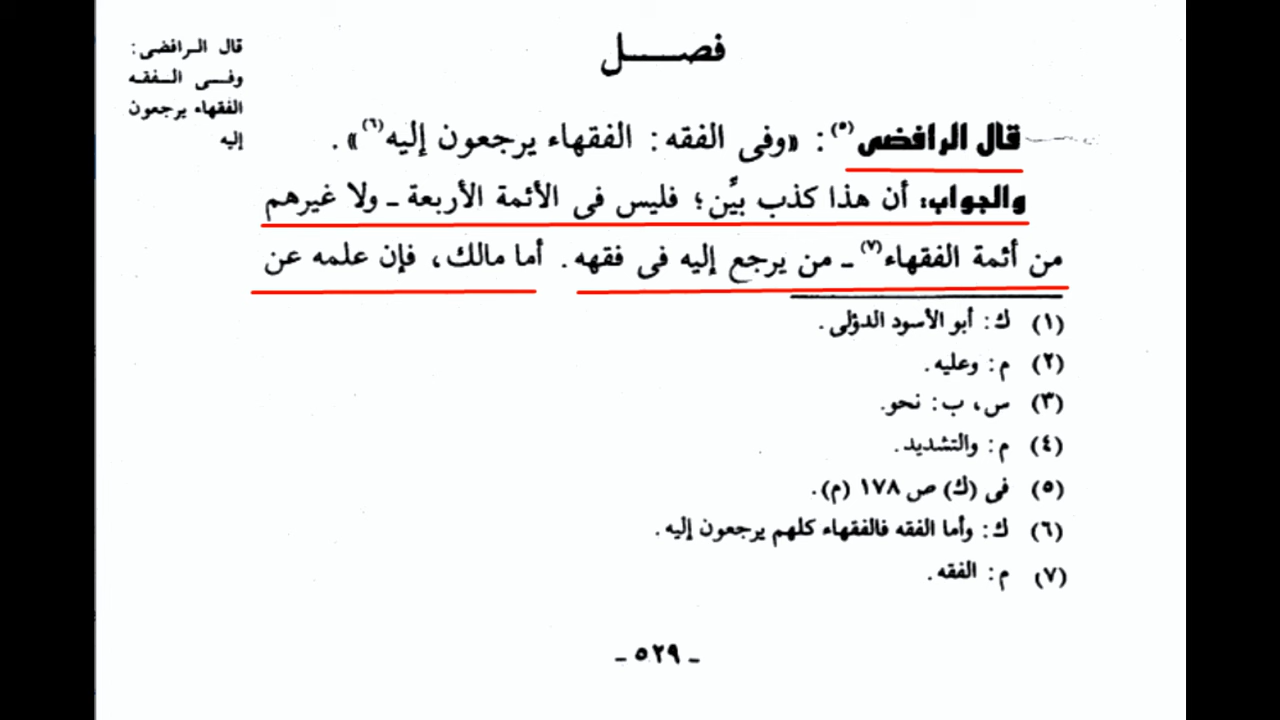 فصل
قال الرافضى:
وفى الفقه
الفقهاء يرجعون
إليه
قال الرافضى(٥): «وفى الفقه: الفقهاء يرجعون إليه(٦)».
والجواب: أن هذا كذب بيِّن؛ فليس فى الأئمة الأربعة ـ ولا غيرهم
من أئمة الفقهاء(٧) ـ من يرجع إليه فى فقهه. أما مالك، فإن علمه عن
(١) ك: أبو الأسود الدؤلى.
(٢) م: وعليه.
(٣) س، ب: نحو.
(٤) م: والتشديد.
(٥) فى (ك) ص ١٧٨ (م).
(٦) ك: وأما الفقه فالفقهاء كلهم يرجعون إليه.
(٧) م: الفقه.
ـ ٥٢٩ ـ